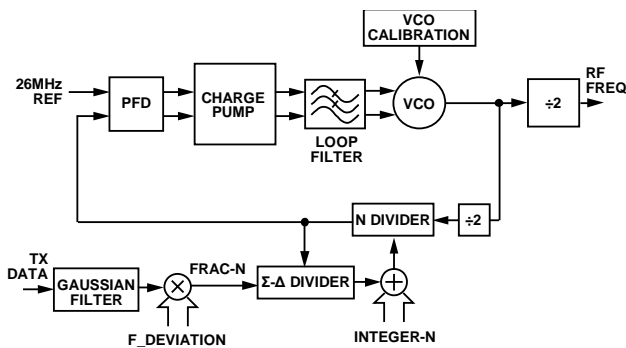 VCO
CALIBRATION
26MHz
REF
PFD
CHARGE
PUMP
LOOP
FILTER
VCO
÷2
RF
FREQ
N DIVIDER
÷2
TX
DATA
GAUSSIAN
FILTER
×
FRAC-N
Σ-Δ DIVIDER
+
F_DEVIATION
INTEGER-N